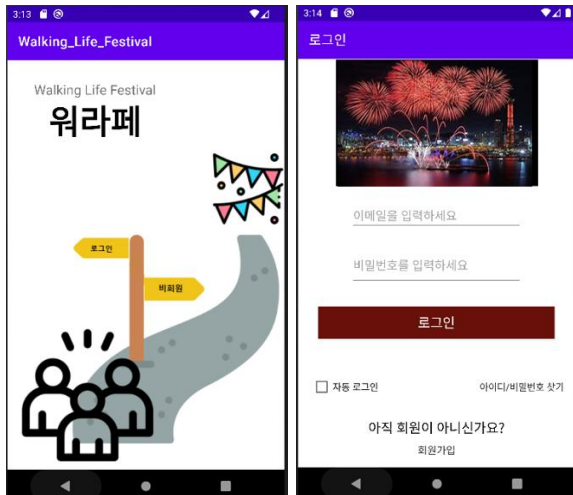 3:13
Walking_Life_Festival
Walking Life Festival
워라페
로그인
비회원
3:14
로그인
이메일를 입력하세요
비밀번호를 입력하세요
로그인
자동 로그인
아이디/비밀번호 찾기
아직 회원이 아니신가요?
회원가입